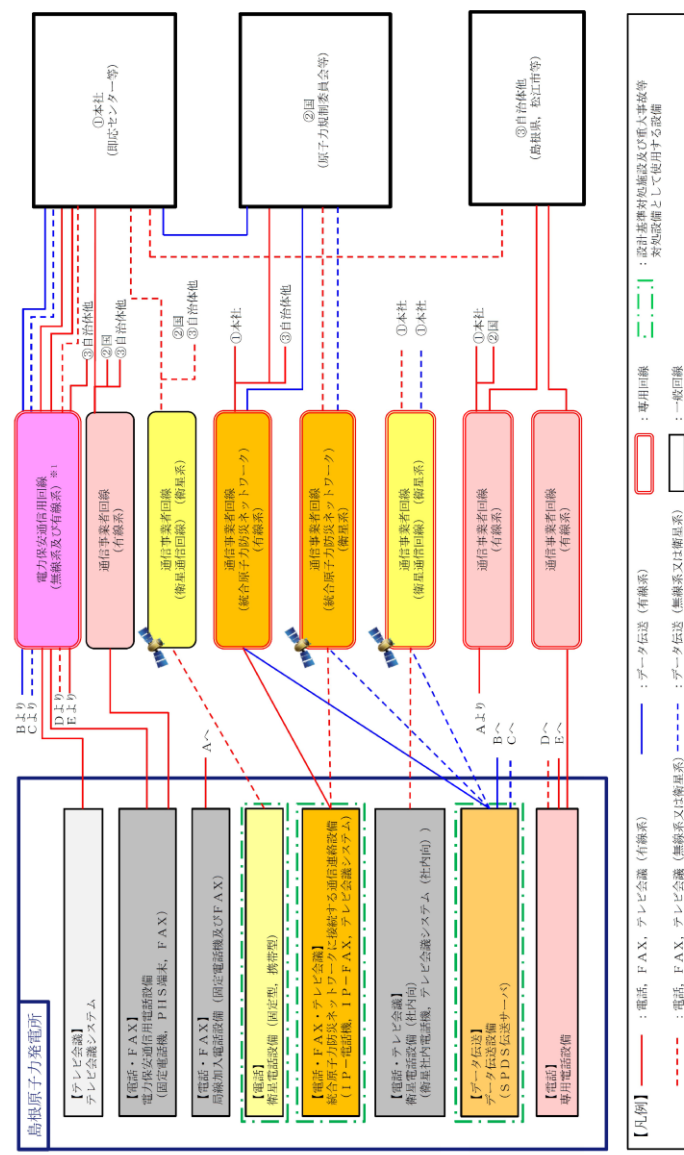 島根原子力発電所
【テレビ会議】
テレビ会議システム
【電話・FAX】
電力保安通信用電話設備
(固定電話機,PHS端末,FAX)
【電話・FAX】
局線加入電話設備(固定電話機及びFAX)
【電話】
衛星電話設備(固定型,携帯型)
【電話・FAX・テレビ会議】
統合原子力防災ネットワークに接続する通信連絡設備
(IP-電話機,IP-FAX,テレビ会議システム)
【電話・テレビ会議】
衛星電話設備(社内向)
(衛星社内電話機,テレビ会議システム(社内向))
【データ伝送】
データ伝送設備
(SPDS伝送サーバ)
【電話】
専用電話設備
Bより
Cより
Dより
Eより
Aへ
Aより
Bへ
Cへ
Dへ
Eへ
電力保安通信用回線
(無線系及び有線系)※1
通信事業者回線
(有線系)
通信事業者回線
(衛星通信回線)(衛星系)
通信事業者回線
(統合原子力防災ネットワーク)
(有線系)
通信事業者回線
(統合原子力防災ネットワーク)
(衛星系)
通信事業者回線
(衛星通信回線)(衛星系)
通信事業者回線
(有線系)
通信事業者回線
(有線系)
③自治体他
②国
③自治体他
②国
③自治体他
①本社
③自治体他
①本社
①本社
①本社
②国
①本社
(即応センター等)
②国
(原子力規制委員会等)
③自治体他
(島根県,松江市等)
【凡例】
:電話,FAX,テレビ会議(有線系)
:データ伝送(有線系)
:専用回線
:設計基準対処施設及び重大事故等
対処設備として使用する設備
:電話,FAX,テレビ会議(無線系又は衛星系)
:データ伝送(無線系又は衛星系)
:一般回線